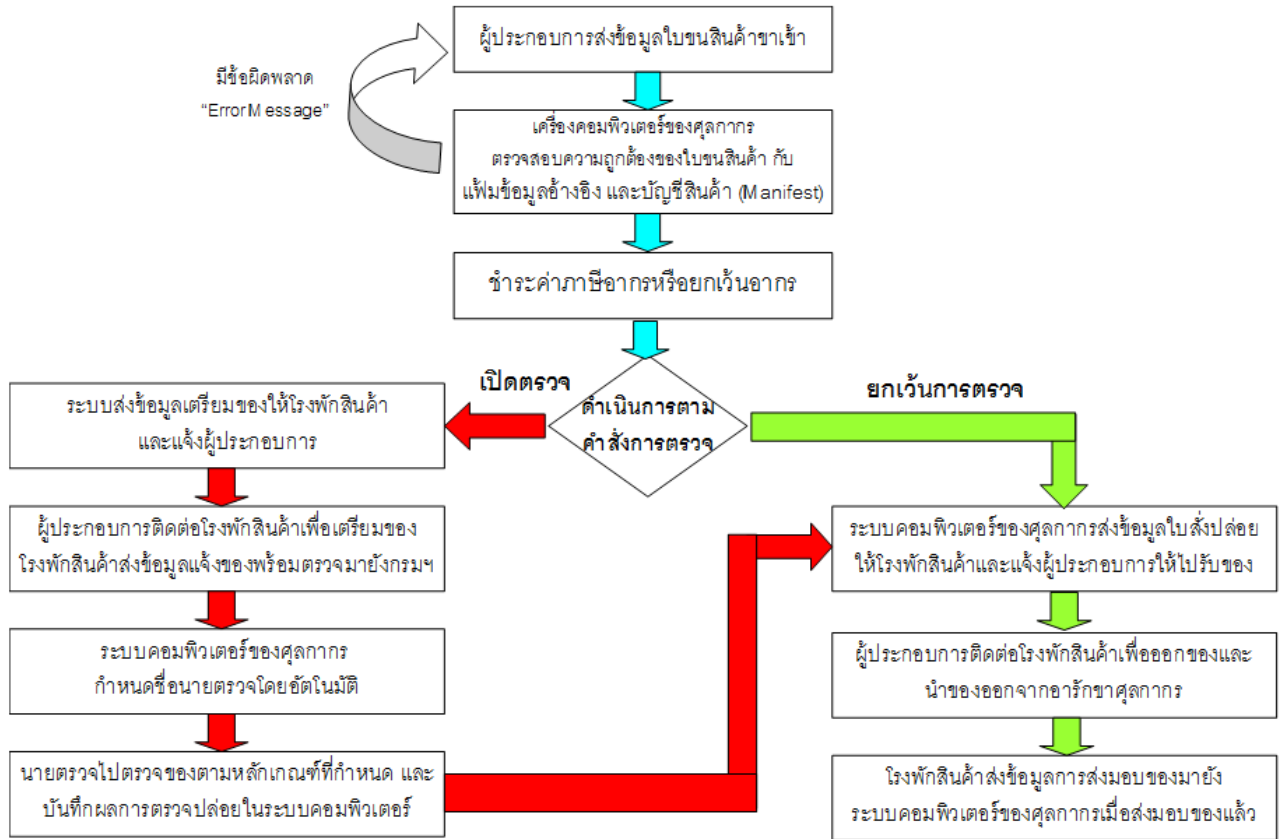 ผู้ประกอบการส่งข้อมูลใบขนสินค้าขาเข้า
มีข้อผิดพลาด
“ErrorMessage”
เครื่องคอมพิวเตอร์ของศุลกากร
ตรวจสอบความถูกต้องของใบขนสินค้า กับ
แฟ้มข้อมูลอ้างอิง และบัญชีสินค้า (Manifest)
ชำระค่าภาษีอากรหรือยกเว้นอากร
เปิดตรวจ
ยกเว้นการตรวจ
ดำเนินการตาม
คำสั่งการตรวจ
ระบบส่งข้อมูลเตรียมของให้โรงพักสินค้า
และแจ้งผู้ประกอบการ
ผู้ประกอบการติดต่อโรงพักสินค้าเพื่อเตรียมของ
โรงพักสินค้าส่งข้อมูลแจ้งของพร้อมตรวจมายังกรมฯ
ระบบคอมพิวเตอร์ของศุลกากร
กำหนดชื่อนายตรวจโดยอัตโนมัติ
นายตรวจไปตรวจของตามหลักเกณฑ์ที่กำหนด และ
บันทึกผลการตรวจปล่อยในระบบคอมพิวเตอร์
ระบบคอมพิวเตอร์ของศุลกากรส่งข้อมูลใบสั่งปล่อย
ให้โรงพักสินค้าและแจ้งผู้ประกอบการให้ไปรับของ
ผู้ประกอบการติดต่อโรงพักสินค้าเพื่อออกของและ
นำของออกจากอารักขาศุลกากร
โรงพักสินค้าส่งข้อมูลการส่งมอบของมายัง
ระบบคอมพิวเตอร์ของศุลกากรเมื่อส่งมอบของแล้ว